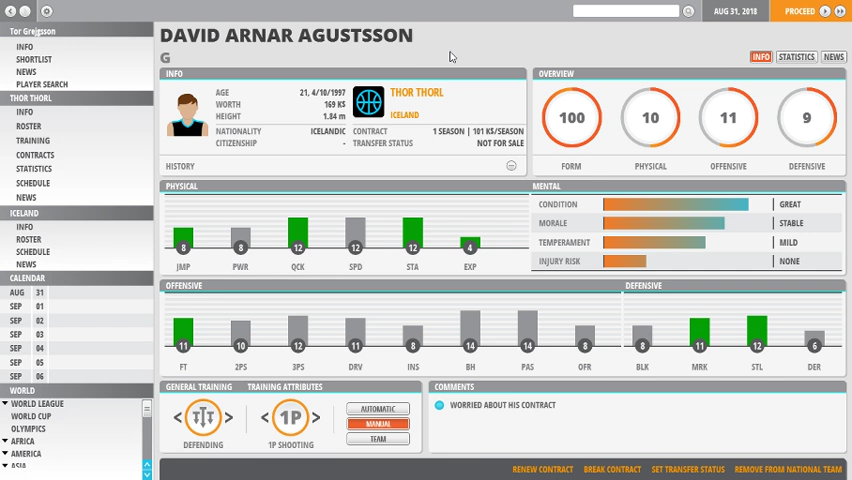 AUG 31, 2018
PROCEED
Tor Grejgsson
INFO
SHORTLIST
NEWS
PLAYER SEARCH
THOR THORL
INFO
ROSTER
TRAINING
CONTRACTS
STATISTICS
SCHEDULE
NEWS
ICELAND
INFO
ROSTER
SCHEDULE
NEWS
CALENDAR
AUG 31
SEP 01
SEP 02
SEP 03
SEP 04
SEP 05
SEP 06
WORLD
WORLD LEAGUE
WORLD CUP
OLYMPICS
AFRICA
AMERICA
ASIA
DAVID ARNAR AGUSTSSON
G
INFO STATISTICS NEWS
INFO
AGE 21, 4/10/1997
WORTH 169 K$
HEIGHT 1.84 m
NATIONALITY ICELANDIC
CITIZENSHIP -
THOR THORL
ICELAND
CONTRACT 1 SEASON | 101 K$/SEASON
TRANSFER STATUS NOT FOR SALE
HISTORY
OVERVIEW
100 10 11 9
FORM PHYSICAL OFFENSIVE DEFENSIVE
PHYSICAL
8 8 12 12 12 4
JMP PWR QCK SPD STA EXP
MENTAL
CONDITION GREAT
MORALE STABLE
TEMPERAMENT MILD
INJURY RISK NONE
OFFENSIVE
11 10 12 11 8 14 14 8
FT 2PS 3PS DRV INS BH PAS OFR
DEFENSIVE
8 11 12 6
BLK MRK STL DER
GENERAL TRAINING
DEFENDING
TRAINING ATTRIBUTES
1P
1P SHOOTING
AUTOMATIC
MANUAL
TEAM
COMMENTS
WORRIED ABOUT HIS CONTRACT
RENEW CONTRACT BREAK CONTRACT SET TRANSFER STATUS REMOVE FROM NATIONAL TEAM